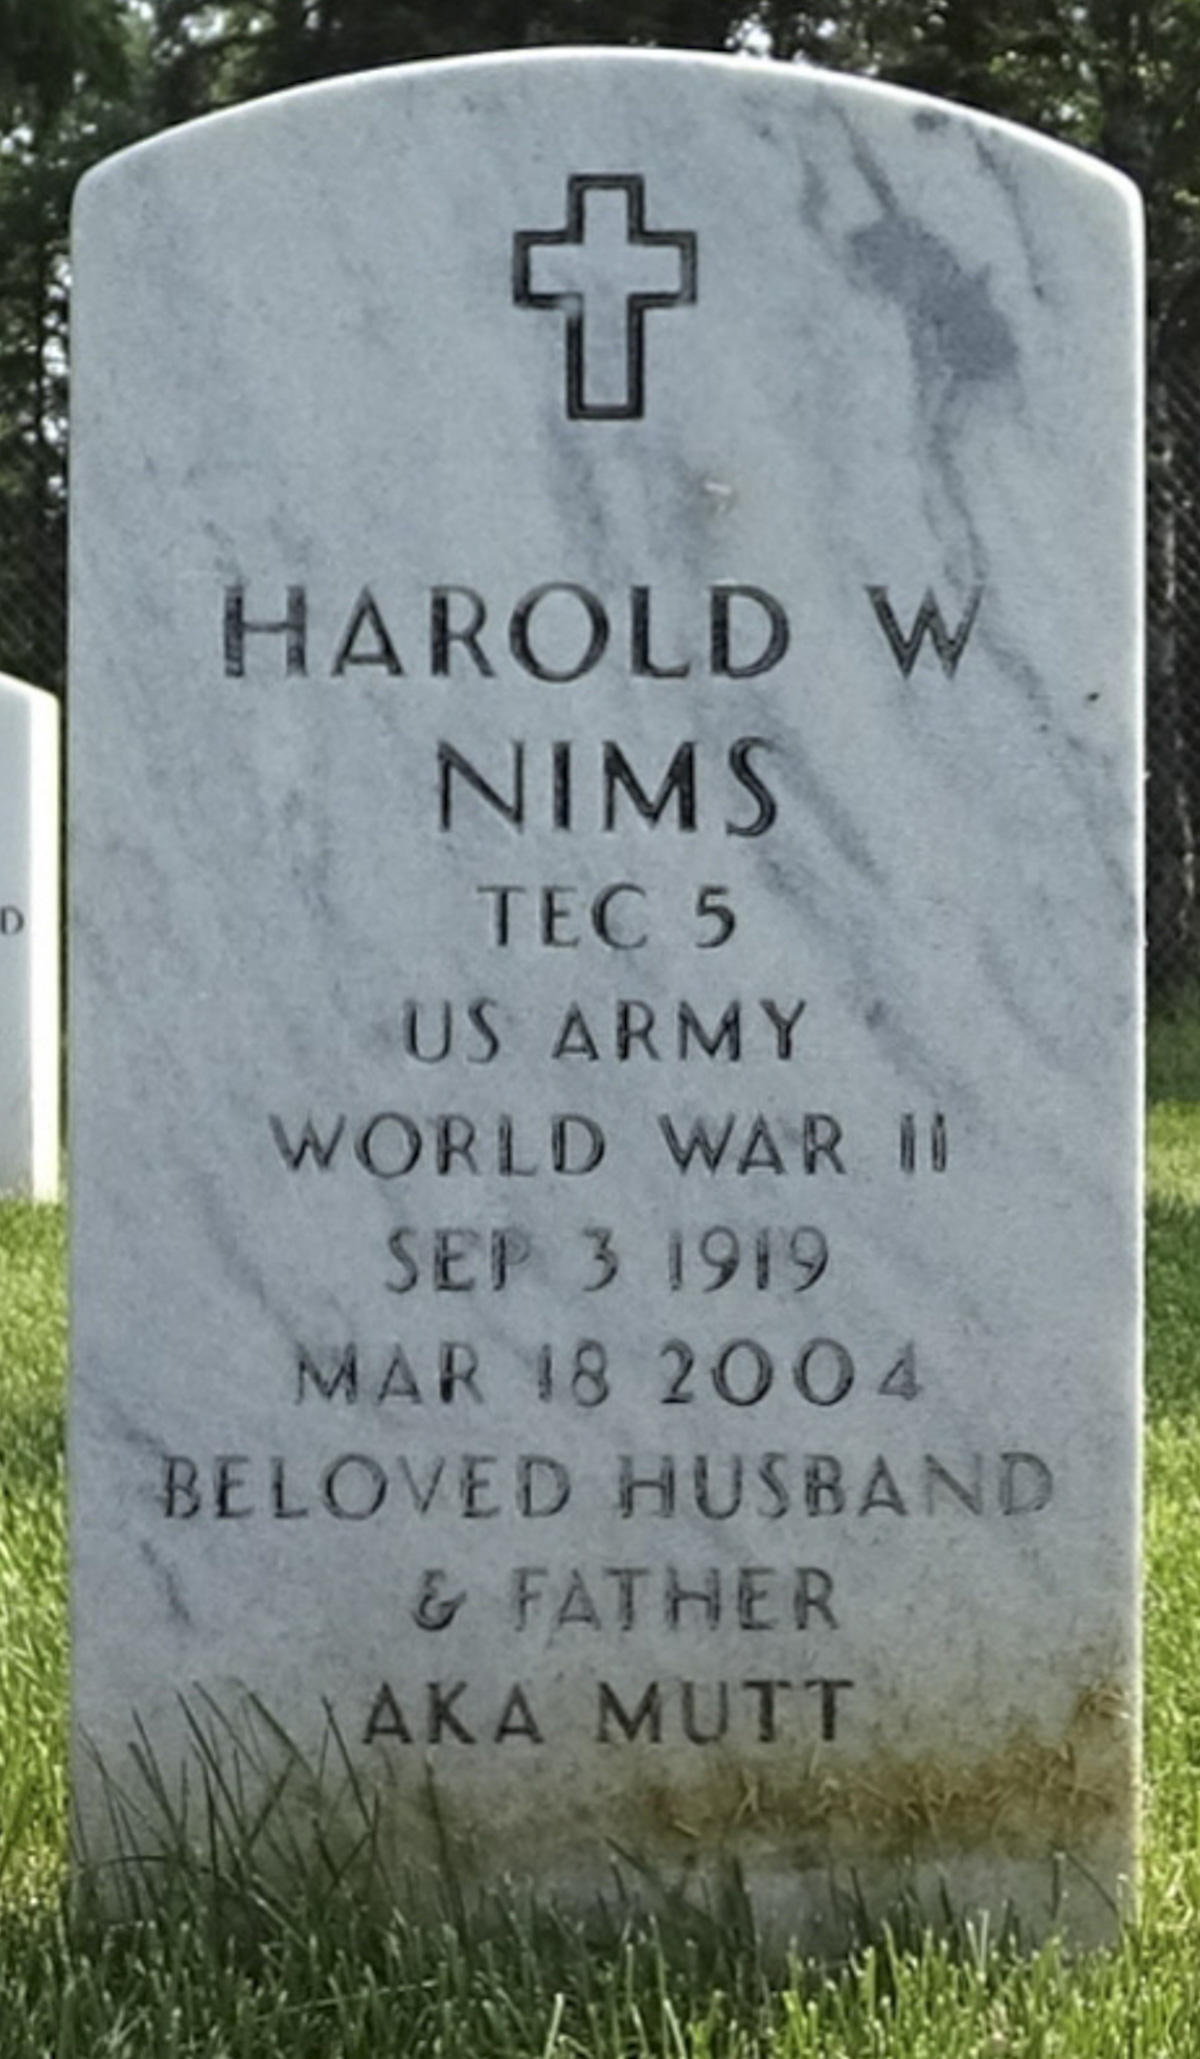 HAROLD W
NIMS
TEC 5
US ARMY
WORLD WAR II
SEP 3 1919
MAR 18 2004
BELOVED HUSBAND
& FATHER
AKA MUTT
D